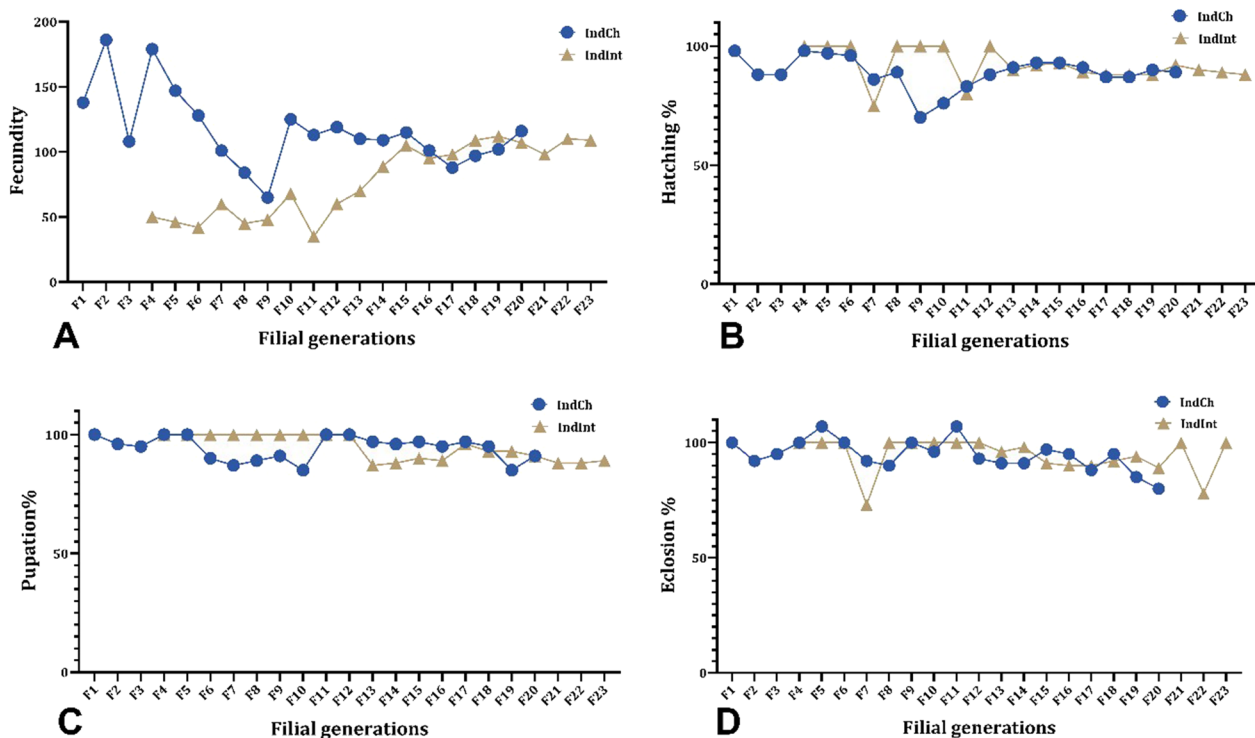 200
150
100
50
0
Fecundity
IndCh
IndInt
F1 F2 F3 F4 F5 F6 F7 F8 F9 F10 F11 F12 F13 F14 F15 F16 F17 F18 F19 F20 F21 F22 F23
A
Filial generations
100
50
0
Hatching %
IndCh
IndInt
F1 F2 F3 F4 F5 F6 F7 F8 F9 F10 F11 F12 F13 F14 F15 F16 F17 F18 F19 F20 F21 F22 F23
B
Filial generations
100
50
0
Pupation%
IndCh
IndInt
F1 F2 F3 F4 F5 F6 F7 F8 F9 F10 F11 F12 F13 F14 F15 F16 F17 F18 F19 F20 F21 F22 F23
C
Filial generations
100
50
0
Eclosion %
IndCh
IndInt
F1 F2 F3 F4 F5 F6 F7 F8 F9 F10 F11 F12 F13 F14 F15 F16 F17 F18 F19 F20 F21 F22 F23
D
Filial generations